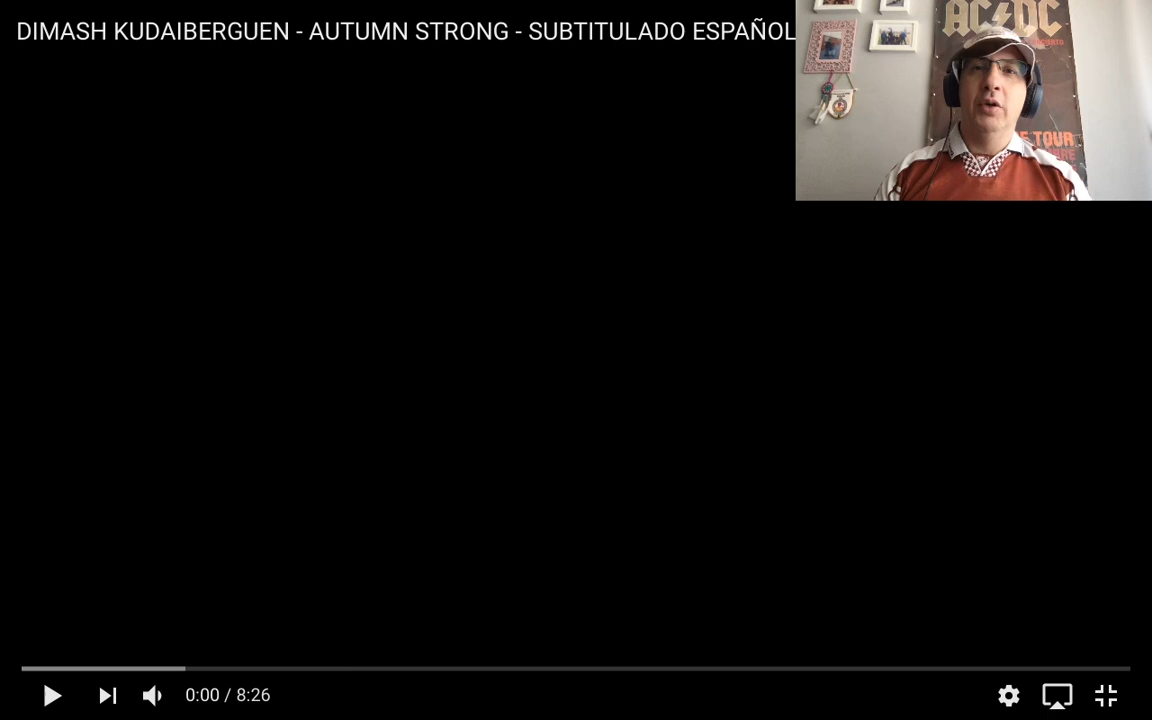 DIMASH KUDAIBERGUEN - AUTUMN STRONG - SUBTITULADO ESPAÑOL
AC⚡DC
E TOUR
0:00 / 8:26